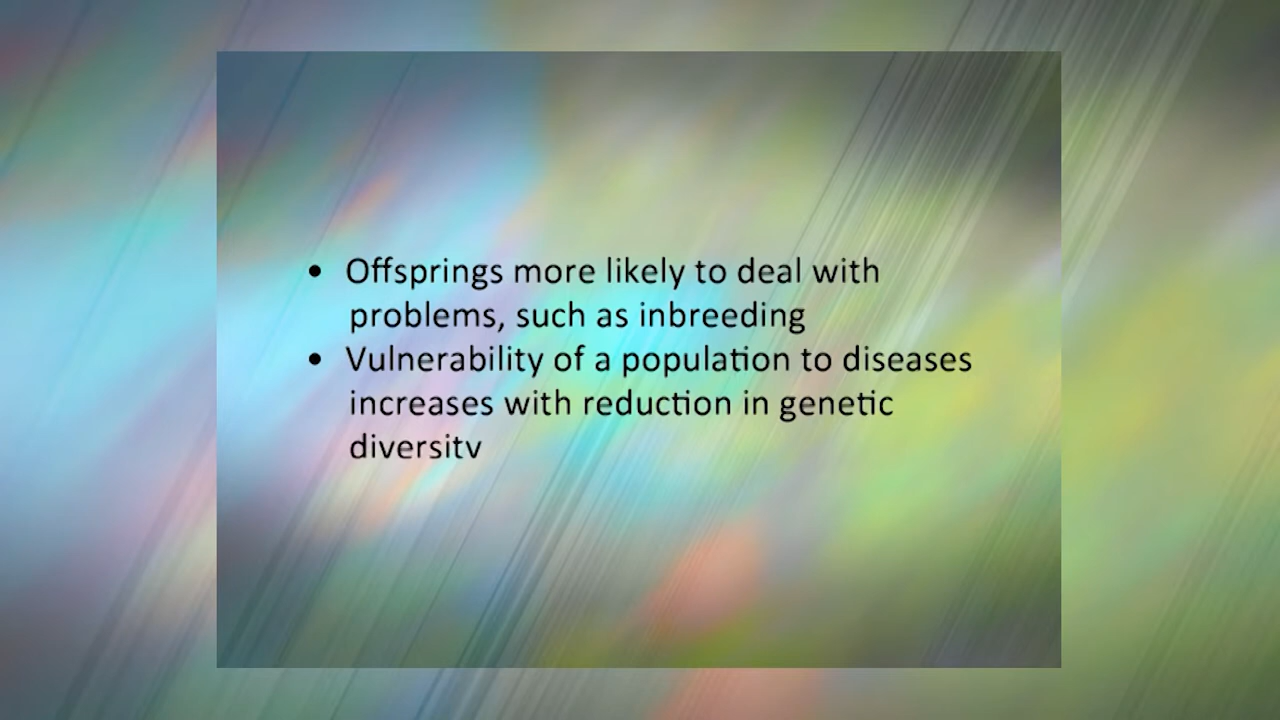 • Offsprings more likely to deal with
problems, such as inbreeding
• Vulnerability of a population to diseases
increases with reduction in genetic
diversity